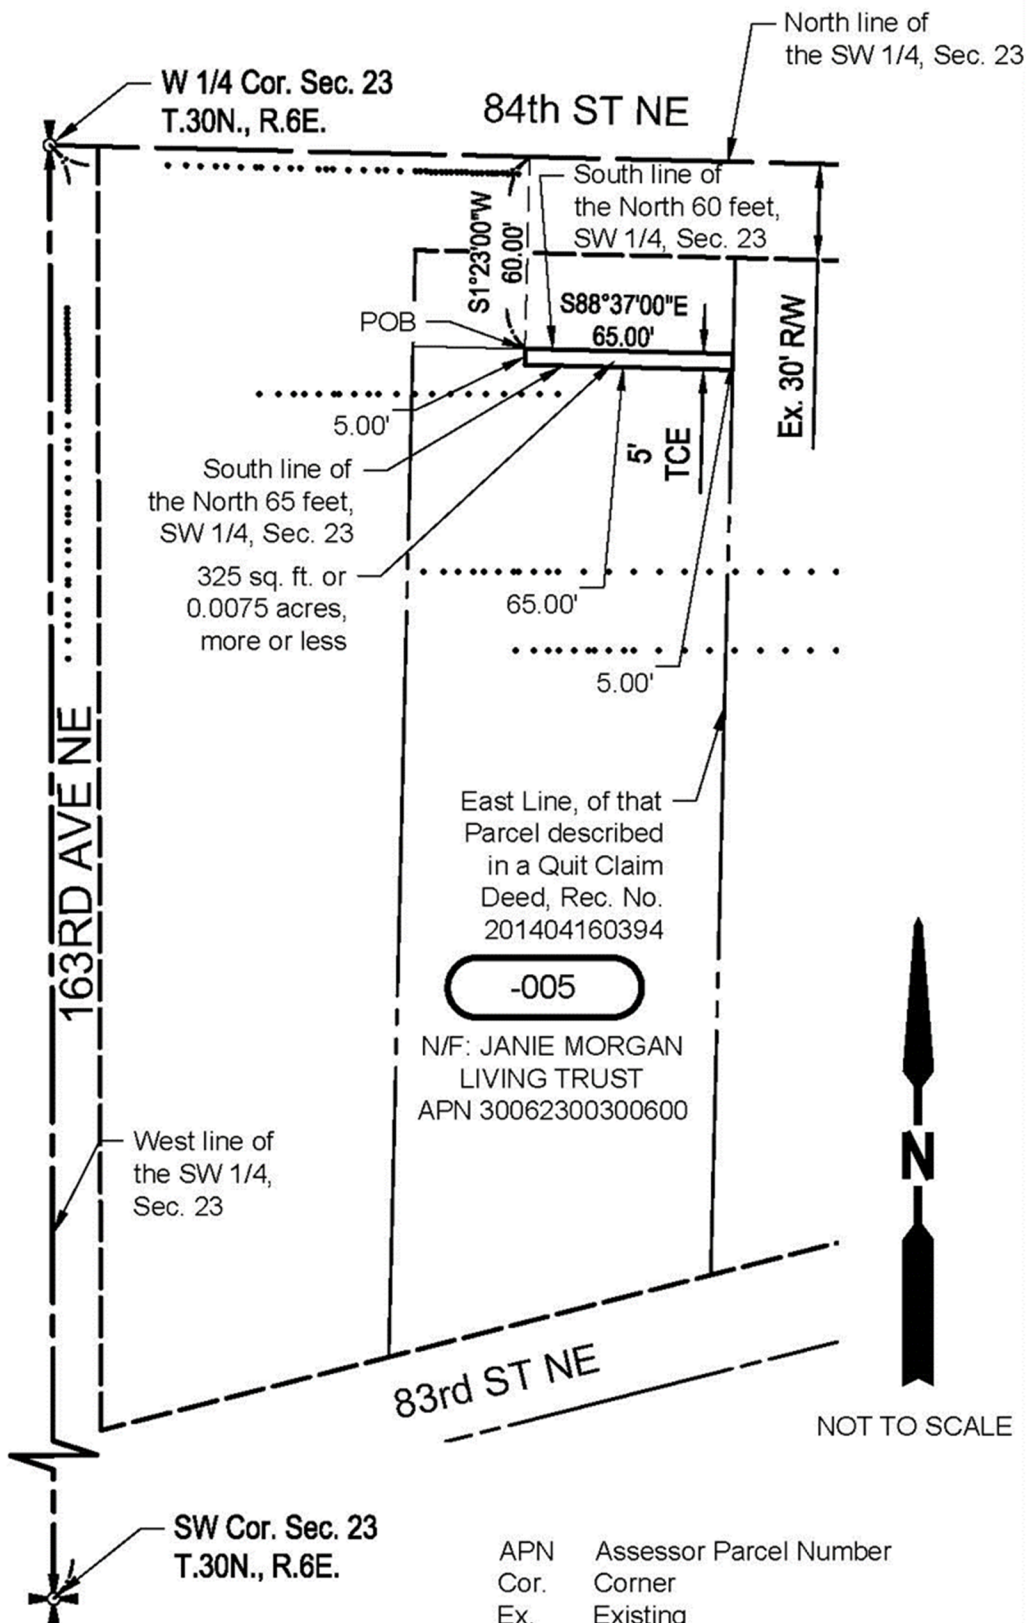 North line of
the SW 1/4, Sec. 23
W 1/4 Cor. Sec. 23
T.30N., R.6E.
84th ST NE
South line of
the North 60 feet,
SW 1/4, Sec. 23
S1°23'00"W
60.00'
S88°37'00"E
65.00'
POB
Ex. 30' R/W
5.00'
5'
TCE
South line of
the North 65 feet,
SW 1/4, Sec. 23
325 sq. ft. or
0.0075 acres,
more or less
65.00'
5.00'
163RD AVE NE
East Line, of that
Parcel described
in a Quit Claim
Deed, Rec. No.
201404160394
-005
N/F: JANIE MORGAN
LIVING TRUST
APN 30062300300600
West line of
the SW 1/4,
Sec. 23
N
83rd ST NE
NOT TO SCALE
SW Cor. Sec. 23
T.30N., R.6E.
APN Assessor Parcel Number
Cor. Corner
Ex. Existing